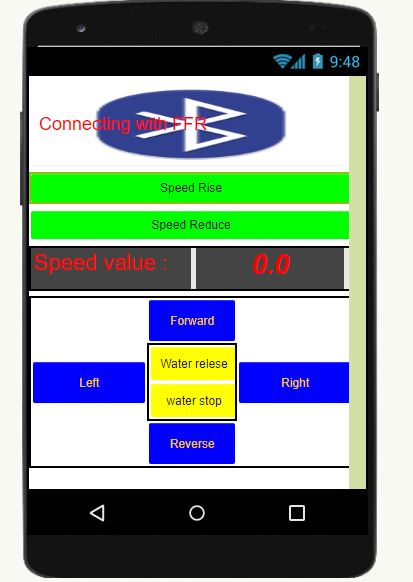 9:48
Connecting with FFR
Speed Rise
Speed Reduce
Speed value : 0.0
Forward
Water relese
Left Right
water stop
Reverse